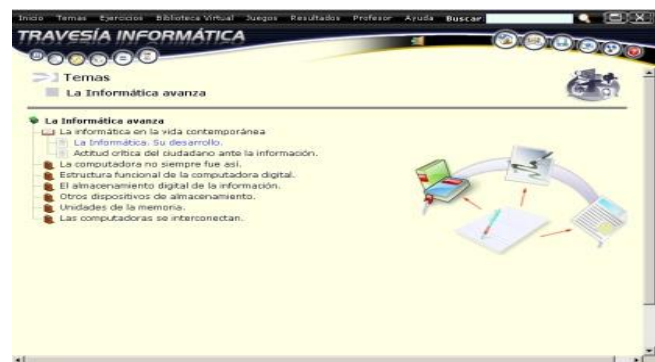 Inicio Temas Ejercicios Biblioteca Virtual Juegos Resultados Profesor Ayuda Buscar
TRAVESÍA INFORMÁTICA
Temas
La Informática avanza
La Informática avanza
La informática en la vida contemporánea
La Informática. Su desarrollo.
Actitud crítica del ciudadano ante la información.
La computadora no siempre fue así.
Estructura funcional de la computadora digital.
El almacenamiento digital de la información.
Otros dispositivos de almacenamiento.
Unidades de la memoria.
Las computadoras se interconectan.